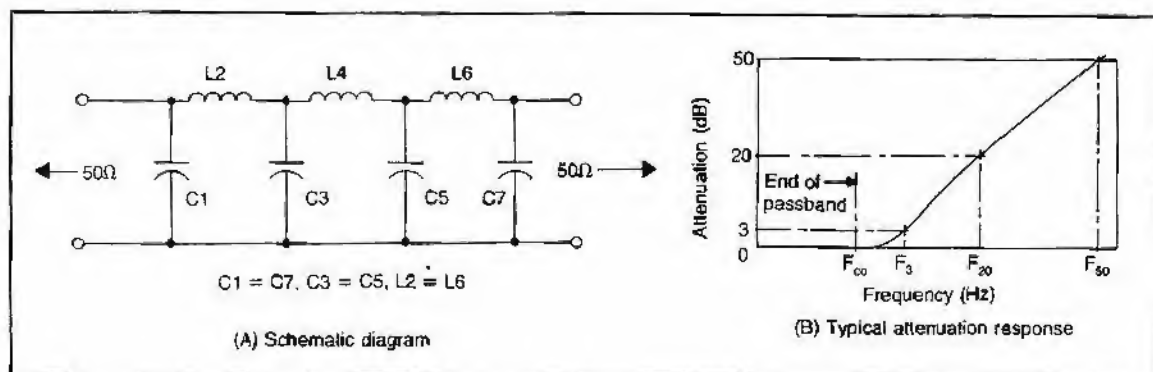 L2 L4 L6
50Ω 50Ω
C1 C3 C5 C7
C1 = C7, C3 = C5, L2 = L6
(A) Schematic diagram
Attenuation (dB)
50
20
3
0
End of
passband
Fco F3 F20 F50
Frequency (Hz)
(B) Typical attenuation response